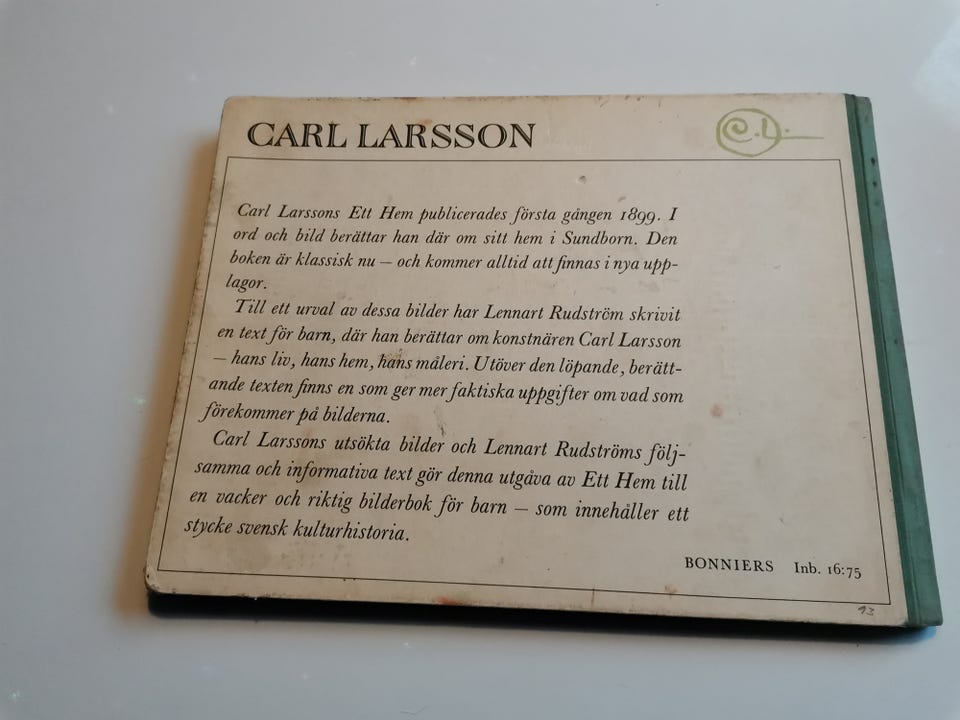 CARL LARSSON
C.L.
Carl Larssons Ett Hem publicerades första gången 1899. I
ord och bild berättar han där om sitt hem i Sundborn. Den
boken är klassisk nu – och kommer alltid att finnas i nya upp-
lagor.
Till ett urval av dessa bilder har Lennart Rudström skrivit
en text för barn, där han berättar om konstnären Carl Larsson
– hans liv, hans hem, hans måleri. Utöver den löpande, berätt-
ande texten finns en som ger mer faktiska uppgifter om vad som
förekommer på bilderna.
Carl Larssons utsökta bilder och Lennart Rudströms följ-
samma och informativa text gör denna utgåva av Ett Hem till
en vacker och riktig bilderbok för barn – som innehåller ett
stycke svensk kulturhistoria.
BONNIERS Inb. 16:75
93